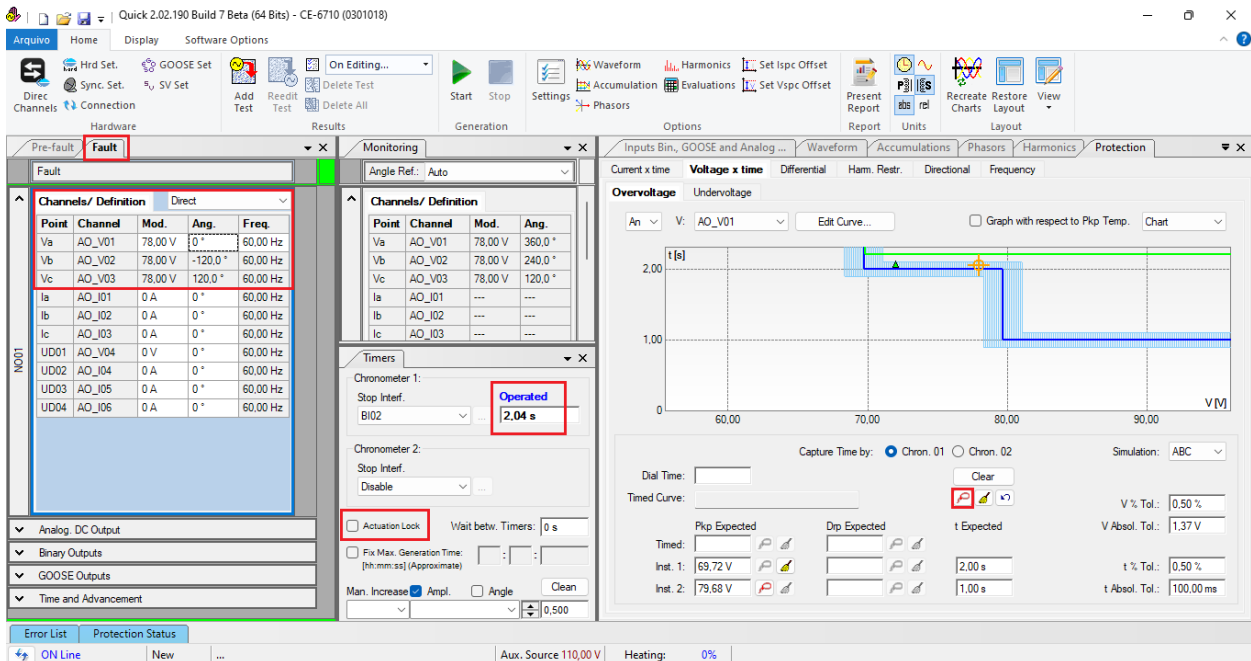 Quick 2.02.190 Build 7 Beta (64 Bits) - CE-6710 (0301018)
Arquivo Home Display Software Options
Direc Channels
Hrd Set.
Sync. Set.
Connection
GOOSE Set
SV Set
Hardware
Add Test
Reedit Test
On Editing...
Delete Test
Delete All
Results
Start Stop
Generation
Settings
Waveform Harmonics Set Ispc Offset
Accumulation Evaluations Set Vspc Offset
Phasors
Options
Present Report
Report
abs rel
Units
Recreate Charts
Restore Layout
View
Layout
Pre-fault Fault
Fault
Channels/ Definition Direct
Point Channel Mod. Ang. Freq.
Va AO_V01 78,00 V 0 ° 60,00 Hz
Vb AO_V02 78,00 V -120,0 ° 60,00 Hz
Vc AO_V03 78,00 V 120,0 ° 60,00 Hz
Ia AO_I01 0 A 0 ° 60,00 Hz
Ib AO_I02 0 A 0 ° 60,00 Hz
Ic AO_I03 0 A 0 ° 60,00 Hz
UD01 AO_V04 0 V 0 ° 60,00 Hz
UD02 AO_I04 0 A 0 ° 60,00 Hz
UD03 AO_I05 0 A 0 ° 60,00 Hz
UD04 AO_I06 0 A 0 ° 60,00 Hz
NO01
Analog. DC Output
Binary Outputs
GOOSE Outputs
Time and Advancement
Monitoring
Angle Ref.: Auto
Channels/ Definition
Point Channel Mod. Ang.
Va AO_V01 78,00 V 360,0 °
Vb AO_V02 78,00 V 240,0 °
Vc AO_V03 78,00 V 120,0 °
Ia AO_I01 --- ---
Ib AO_I02 --- ---
Ic AO_I03 --- ---
Timers
Chronometer 1:
Stop Interf. Operated
BI02 ... 2,04 s
Chronometer 2:
Stop Interf.
Disable ...
Actuation Lock Wait betw. Timers: 0 s
Fix Max. Generation Time: : :
[hh:mm:ss] (Approximate)
Man. Increase Ampl. Angle Clean
0,500
Inputs Bin., GOOSE and Analog ... Waveform Accumulations Phasors Harmonics Protection
Current x time Voltage x time Differential Harm. Restr. Directional Frequency
Overvoltage Undervoltage
An V: AO_V01 Edit Curve... Graph with respect to Pkp Temp. Chart
t [s]
2,00
1,00
0
60,00 70,00 80,00 90,00
V [V]
Capture Time by: Chron. 01 Chron. 02 Simulation: ABC
Dial Time: Clear
Timed Curve: V % Tol.: 0,50 %
Pkp Expected Drp Expected t Expected V Absol. Tol.: 1,37 V
Timed:
Inst. 1: 69,72 V 2,00 s t % Tol.: 0,50 %
Inst. 2: 79,68 V 1,00 s t Absol. Tol.: 100,00 ms
Error List Protection Status
ON Line New ... Aux. Source 110,00 V Heating: 0%